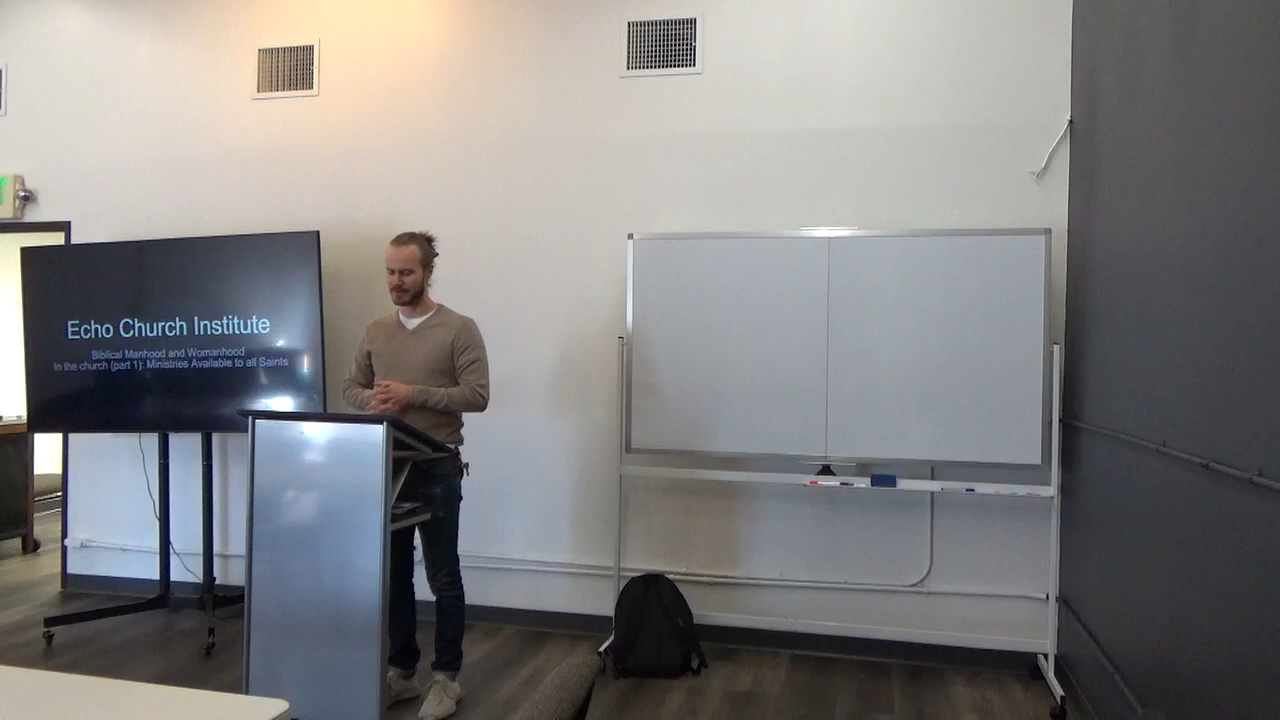 Echo Church Institute
Biblical Manhood and Womanhood
In the church (part 1): Ministries Available to all Saints